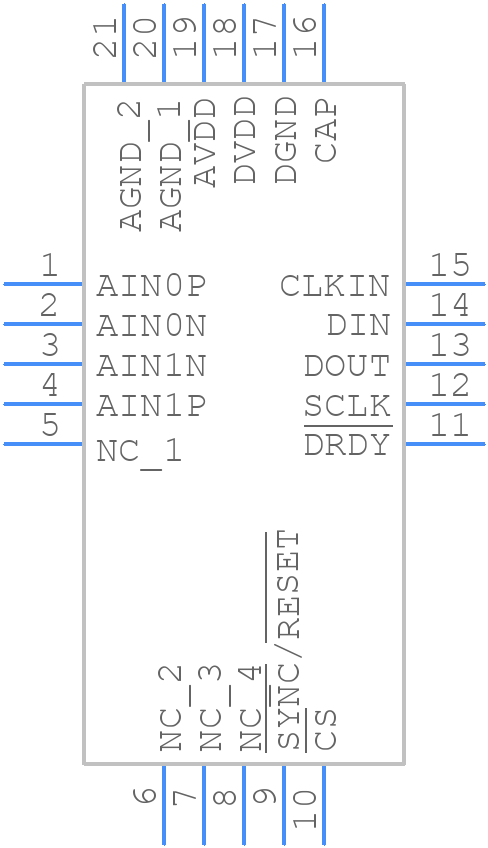 21
20
19
18
17
16
AGND_2
AGND_1
AVDD
DVDD
DGND
CAP
1
AIN0P
2
AIN0N
3
AIN1N
4
AIN1P
5
NC_1
15
CLKIN
14
DIN
13
DOUT
12
SCLK
11
DRDY
NC_2
NC_3
NC_4
SYNC/RESET
CS
6
7
8
9
10